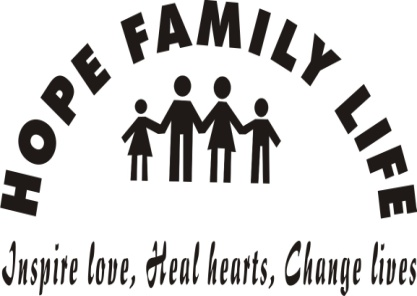 HOPE FAMILY LIFE
Inspire love, Heal hearts, Change lives